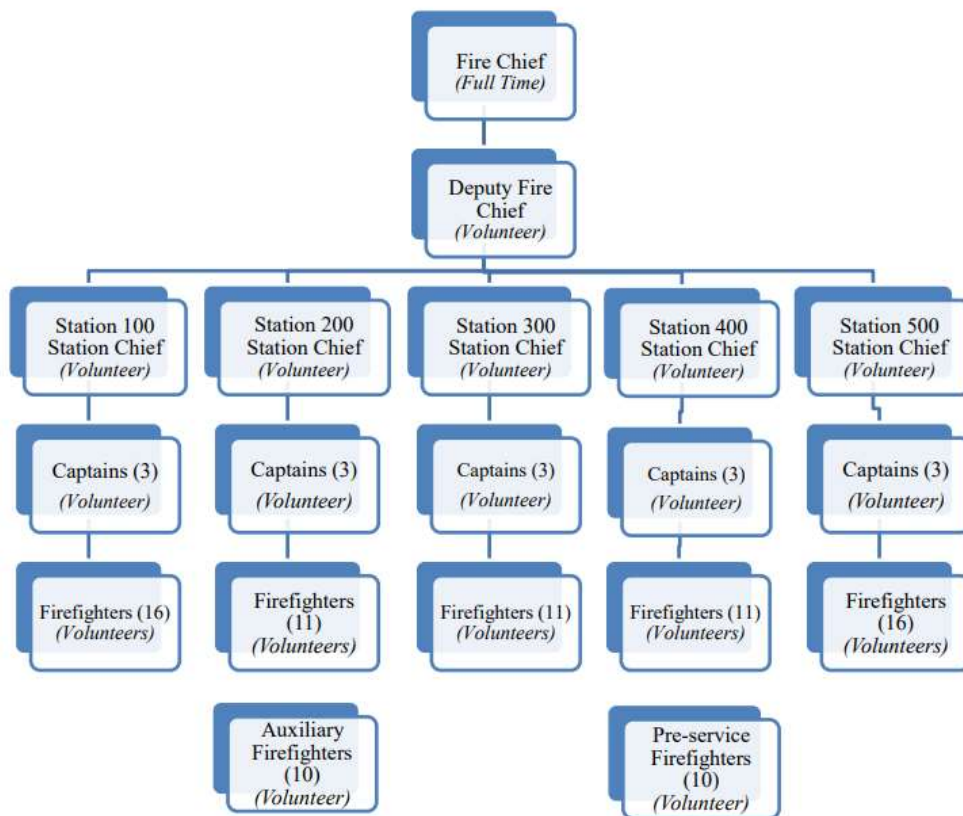 Fire Chief
(Full Time)
Deputy Fire
Chief
(Volunteer)
Station 100
Station Chief
(Volunteer)
Station 200
Station Chief
(Volunteer)
Station 300
Station Chief
(Volunteer)
Station 400
Station Chief
(Volunteer)
Station 500
Station Chief
(Volunteer)
Captains (3)
(Volunteer)
Captains (3)
(Volunteer)
Captains (3)
(Volunteer)
Captains (3)
(Volunteer)
Captains (3)
(Volunteer)
Firefighters (16)
(Volunteers)
Firefighters
(11)
(Volunteers)
Firefighters (11)
(Volunteers)
Firefighters (11)
(Volunteers)
Firefighters
(16)
(Volunteers)
Auxiliary
Firefighters
(10)
(Volunteer)
Pre-service
Firefighters
(10)
(Volunteer)